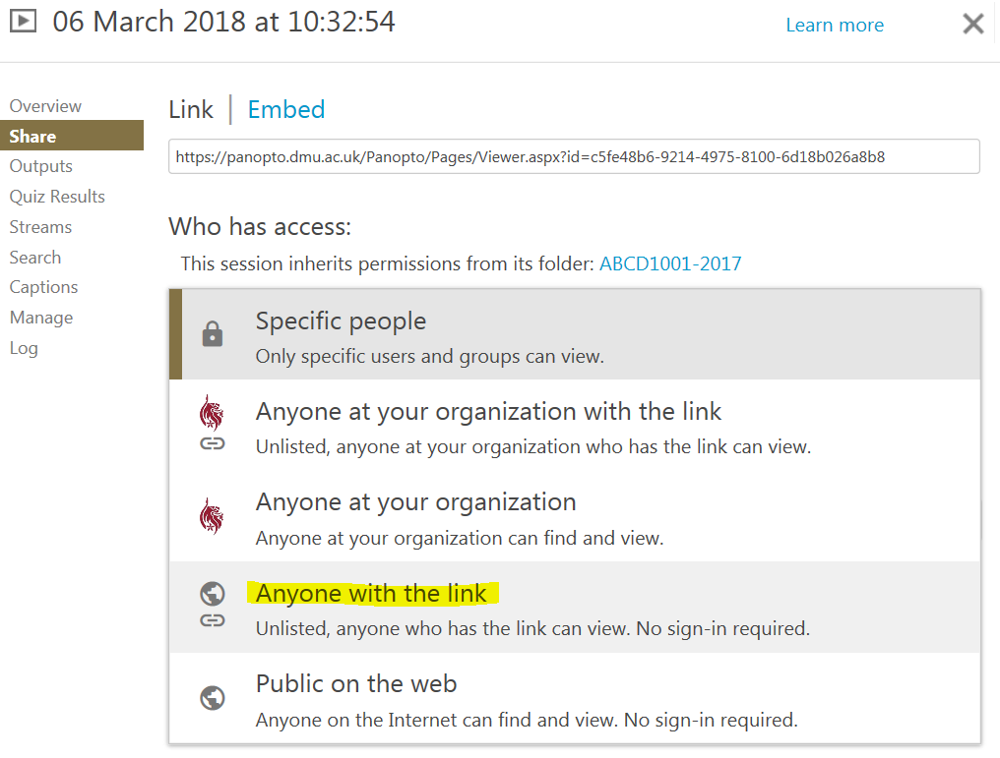 06 March 2018 at 10:32:54
Learn more
Overview
Share
Outputs
Quiz Results
Streams
Search
Captions
Manage
Log
Link | Embed
https://panopto.dmu.ac.uk/Panopto/Pages/Viewer.aspx?id=c5fe48b6-9214-4975-8100-6d18b026a8b8
Who has access:
This session inherits permissions from its folder: ABCD1001-2017
Specific people
Only specific users and groups can view.
Anyone at your organization with the link
Unlisted, anyone at your organization who has the link can view.
Anyone at your organization
Anyone at your organization can find and view.
Anyone with the link
Unlisted, anyone who has the link can view. No sign-in required.
Public on the web
Anyone on the Internet can find and view. No sign-in required.